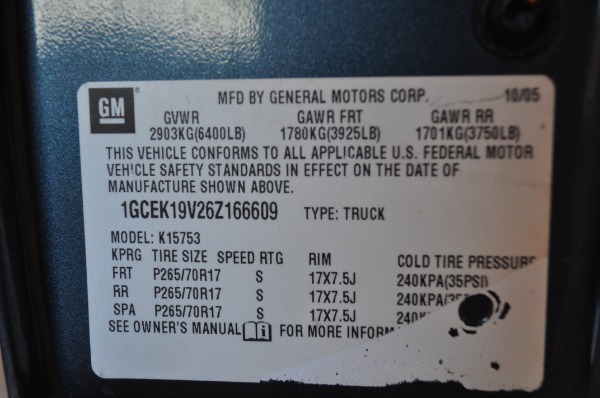 GM
MFD BY GENERAL MOTORS CORP. 10/05
GVWR GAWR FRT GAWR RR
2903KG(6400LB) 1780KG(3925LB) 1701KG(3750LB)
THIS VEHICLE CONFORMS TO ALL APPLICABLE U.S. FEDERAL MOTOR
VEHICLE SAFETY STANDARDS IN EFFECT ON THE DATE OF
MANUFACTURE SHOWN ABOVE.
1GCEK19V26Z166609 TYPE: TRUCK
MODEL: K15753
KPRG TIRE SIZE SPEED RTG RIM COLD TIRE PRESSURE
FRT P265/70R17 S 17X7.5J 240KPA(35PSI)
RR P265/70R17 S 17X7.5J 240KPA(35
SPA P265/70R17 S 17X7.5J 240K
SEE OWNER'S MANUAL FOR MORE INFORM